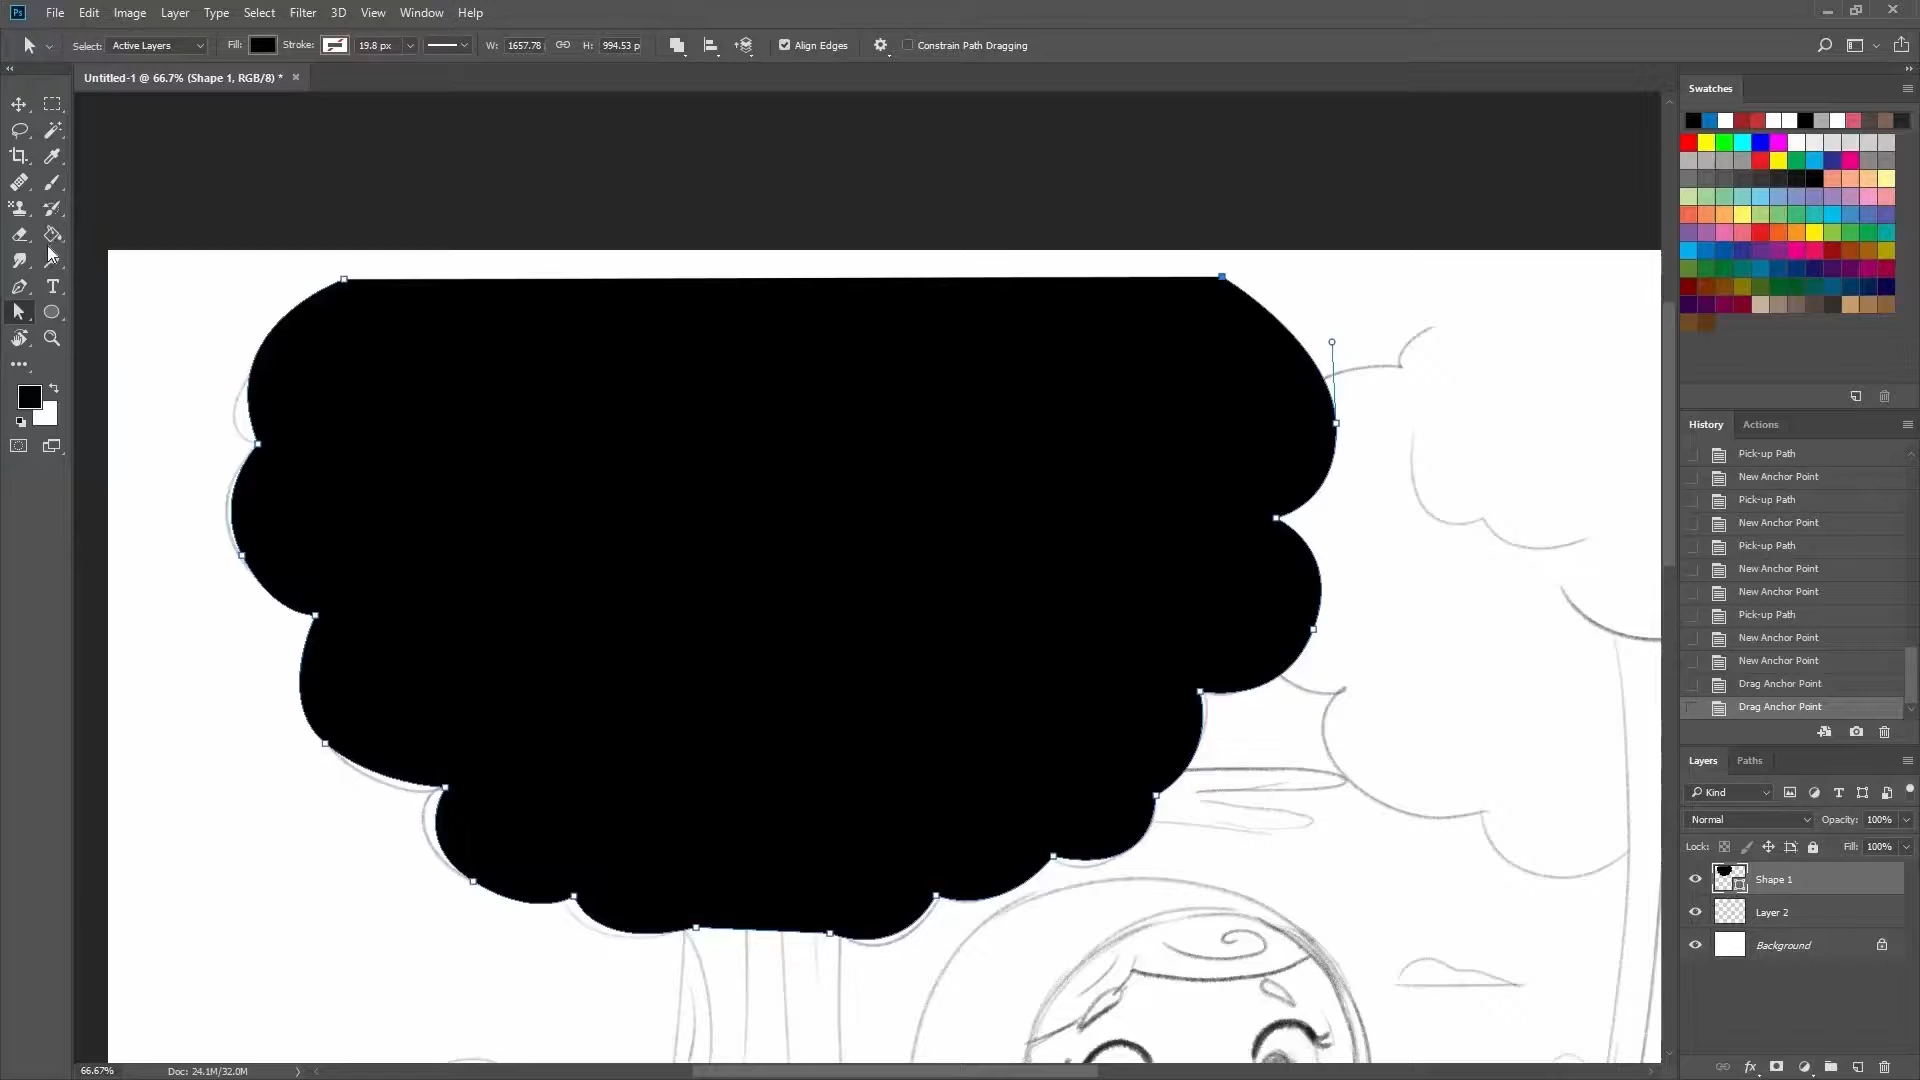 Ps File Edit Image Layer Type Select Filter 3D View Window Help
Select: Active Layers Fill: Stroke: 19.8 px W: 1657.78 H: 994.53 p Align Edges Constrain Path Dragging
Untitled-1 @ 66.7% (Shape 1, RGB/8) *
Swatches
History Actions
Pick-up Path
New Anchor Point
Pick-up Path
New Anchor Point
Pick-up Path
New Anchor Point
New Anchor Point
Pick-up Path
New Anchor Point
New Anchor Point
Drag Anchor Point
Drag Anchor Point
Layers Paths
Kind
Normal Opacity: 100%
Lock: Fill: 100%
Shape 1
Layer 2
Background
66.67% Doc: 24.1M/32.0M
fx